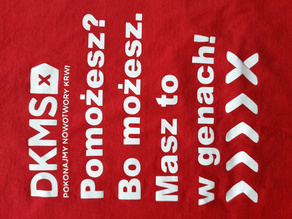 DKMS
POKONAJMY NOWOTWORY KRWI
Pomożesz?
Bo możesz.
Masz to
w genach!